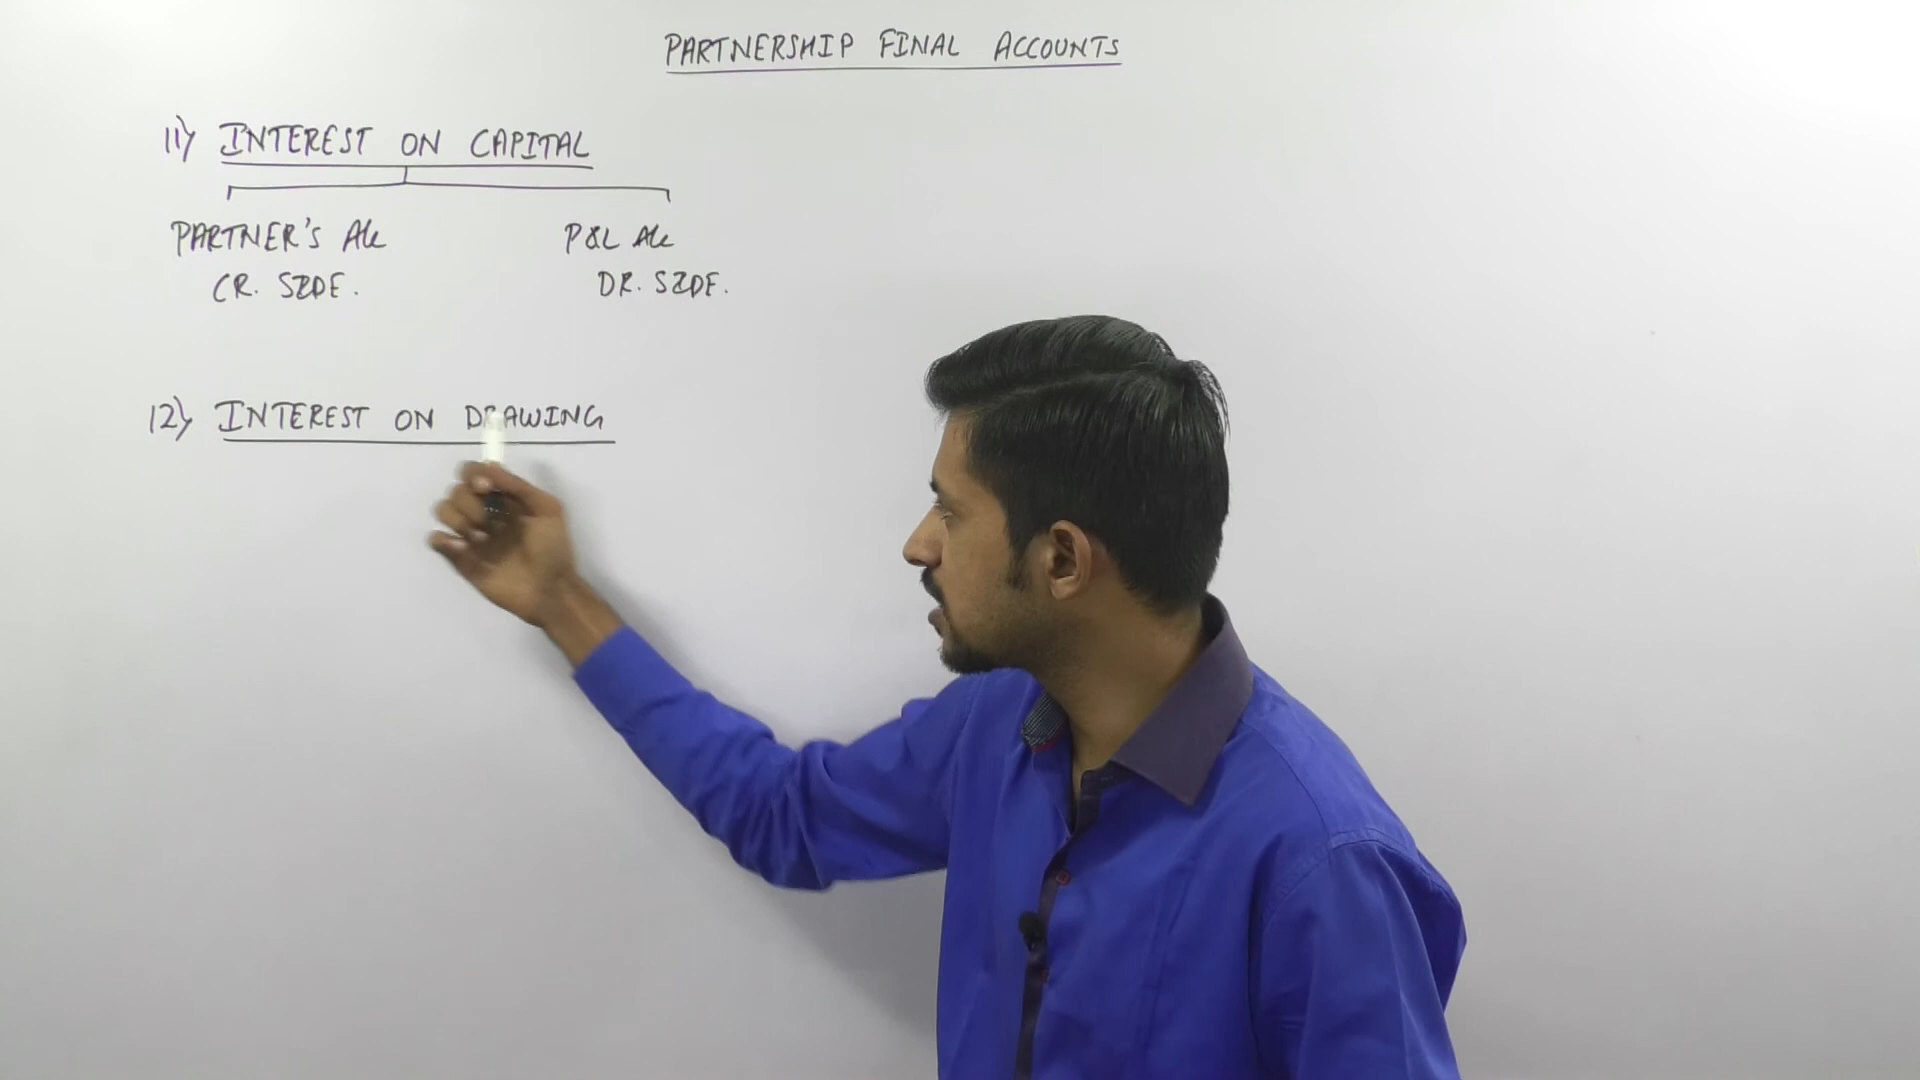 PARTNERSHIP FINAL ACCOUNTS
11) INTEREST ON CAPITAL
PARTNER'S A/c P&L A/c
CR. SIDE. DR. SIDE.
12) INTEREST ON DRAWING